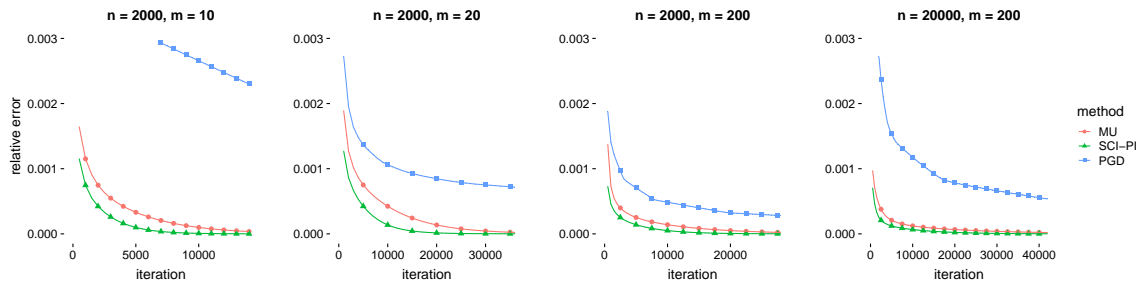 n = 2000, m = 10
n = 2000, m = 20
n = 2000, m = 200
n = 20000, m = 200
relative error
0.003
0.002
0.001
0.000
0 5000 10000
iteration
0.003
0.002
0.001
0.000
0 10000 20000 30000
iteration
0.003
0.002
0.001
0.000
0 10000 20000
iteration
0.003
0.002
0.001
0.000
0 10000 20000 30000 40000
iteration
method
MU
SCI-PI
PGD